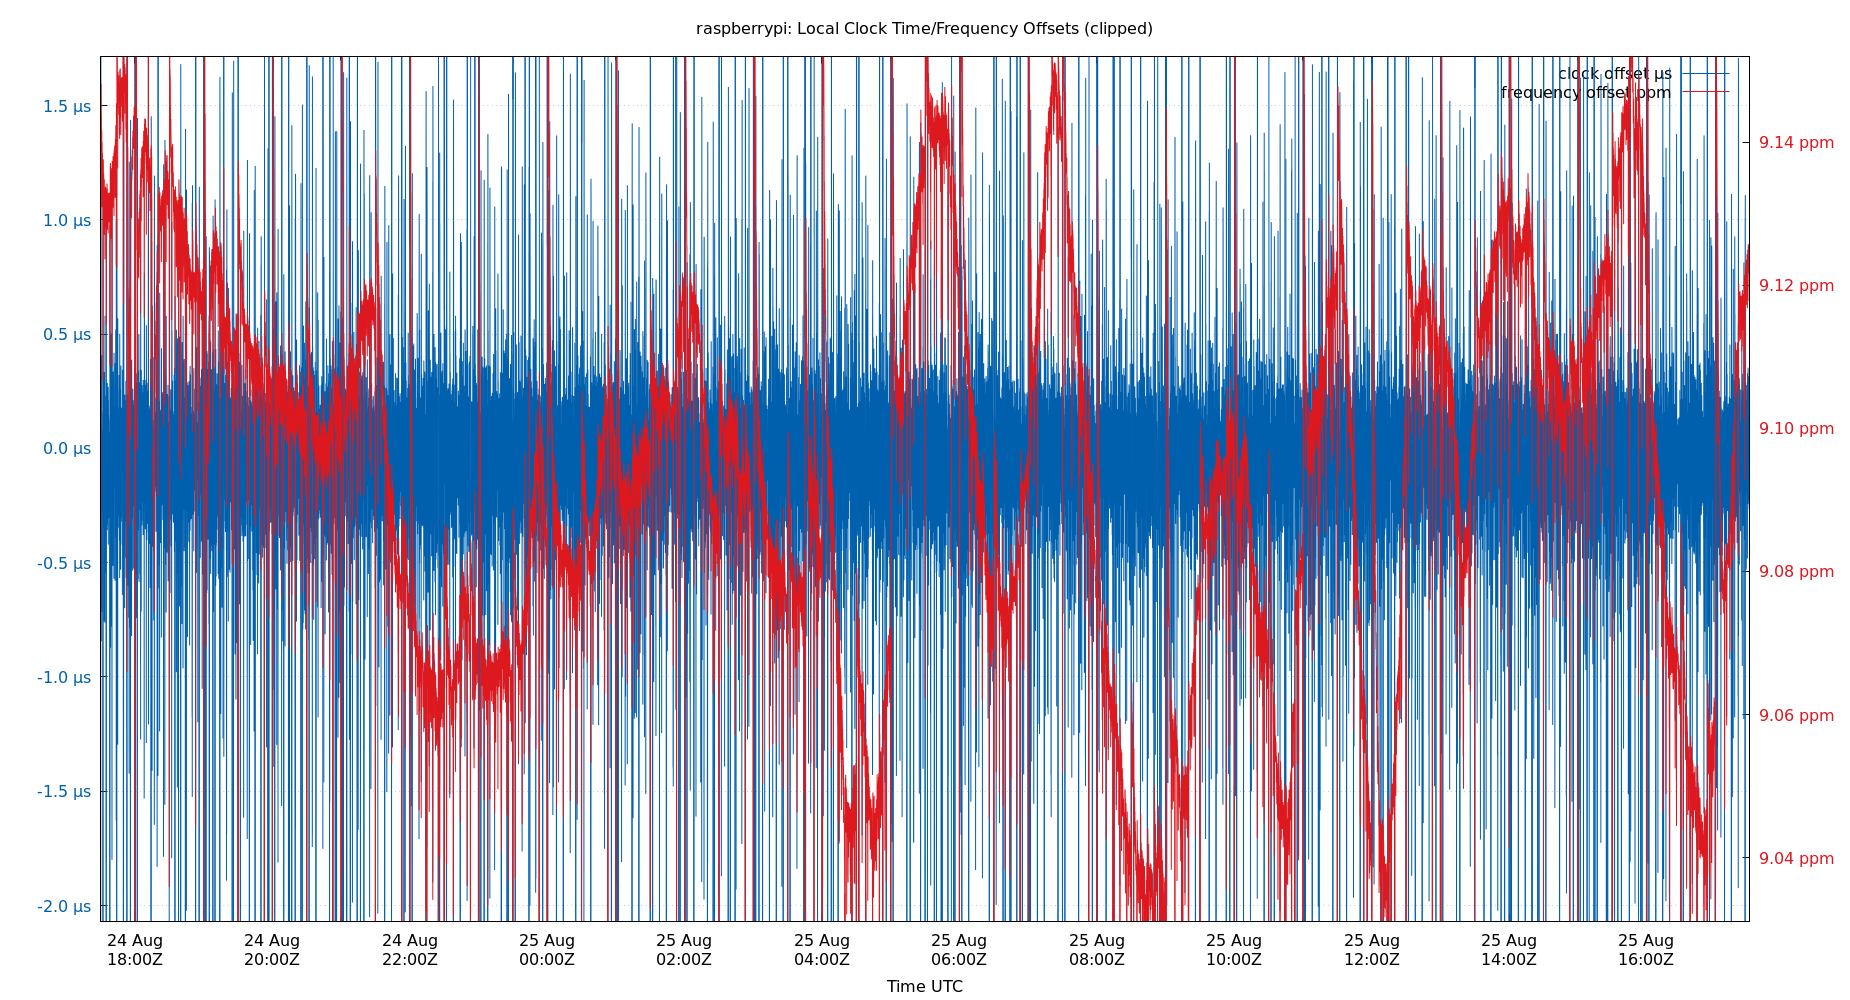 raspberrypi: Local Clock Time/Frequency Offsets (clipped)
clock offset µs
frequency offset ppm
1.5 µs
1.0 µs
0.5 µs
0.0 µs
-0.5 µs
-1.0 µs
-1.5 µs
-2.0 µs
9.14 ppm
9.12 ppm
9.10 ppm
9.08 ppm
9.06 ppm
9.04 ppm
24 Aug
18:00Z
24 Aug
20:00Z
24 Aug
22:00Z
25 Aug
00:00Z
25 Aug
02:00Z
25 Aug
04:00Z
25 Aug
06:00Z
25 Aug
08:00Z
25 Aug
10:00Z
25 Aug
12:00Z
25 Aug
14:00Z
25 Aug
16:00Z
Time UTC